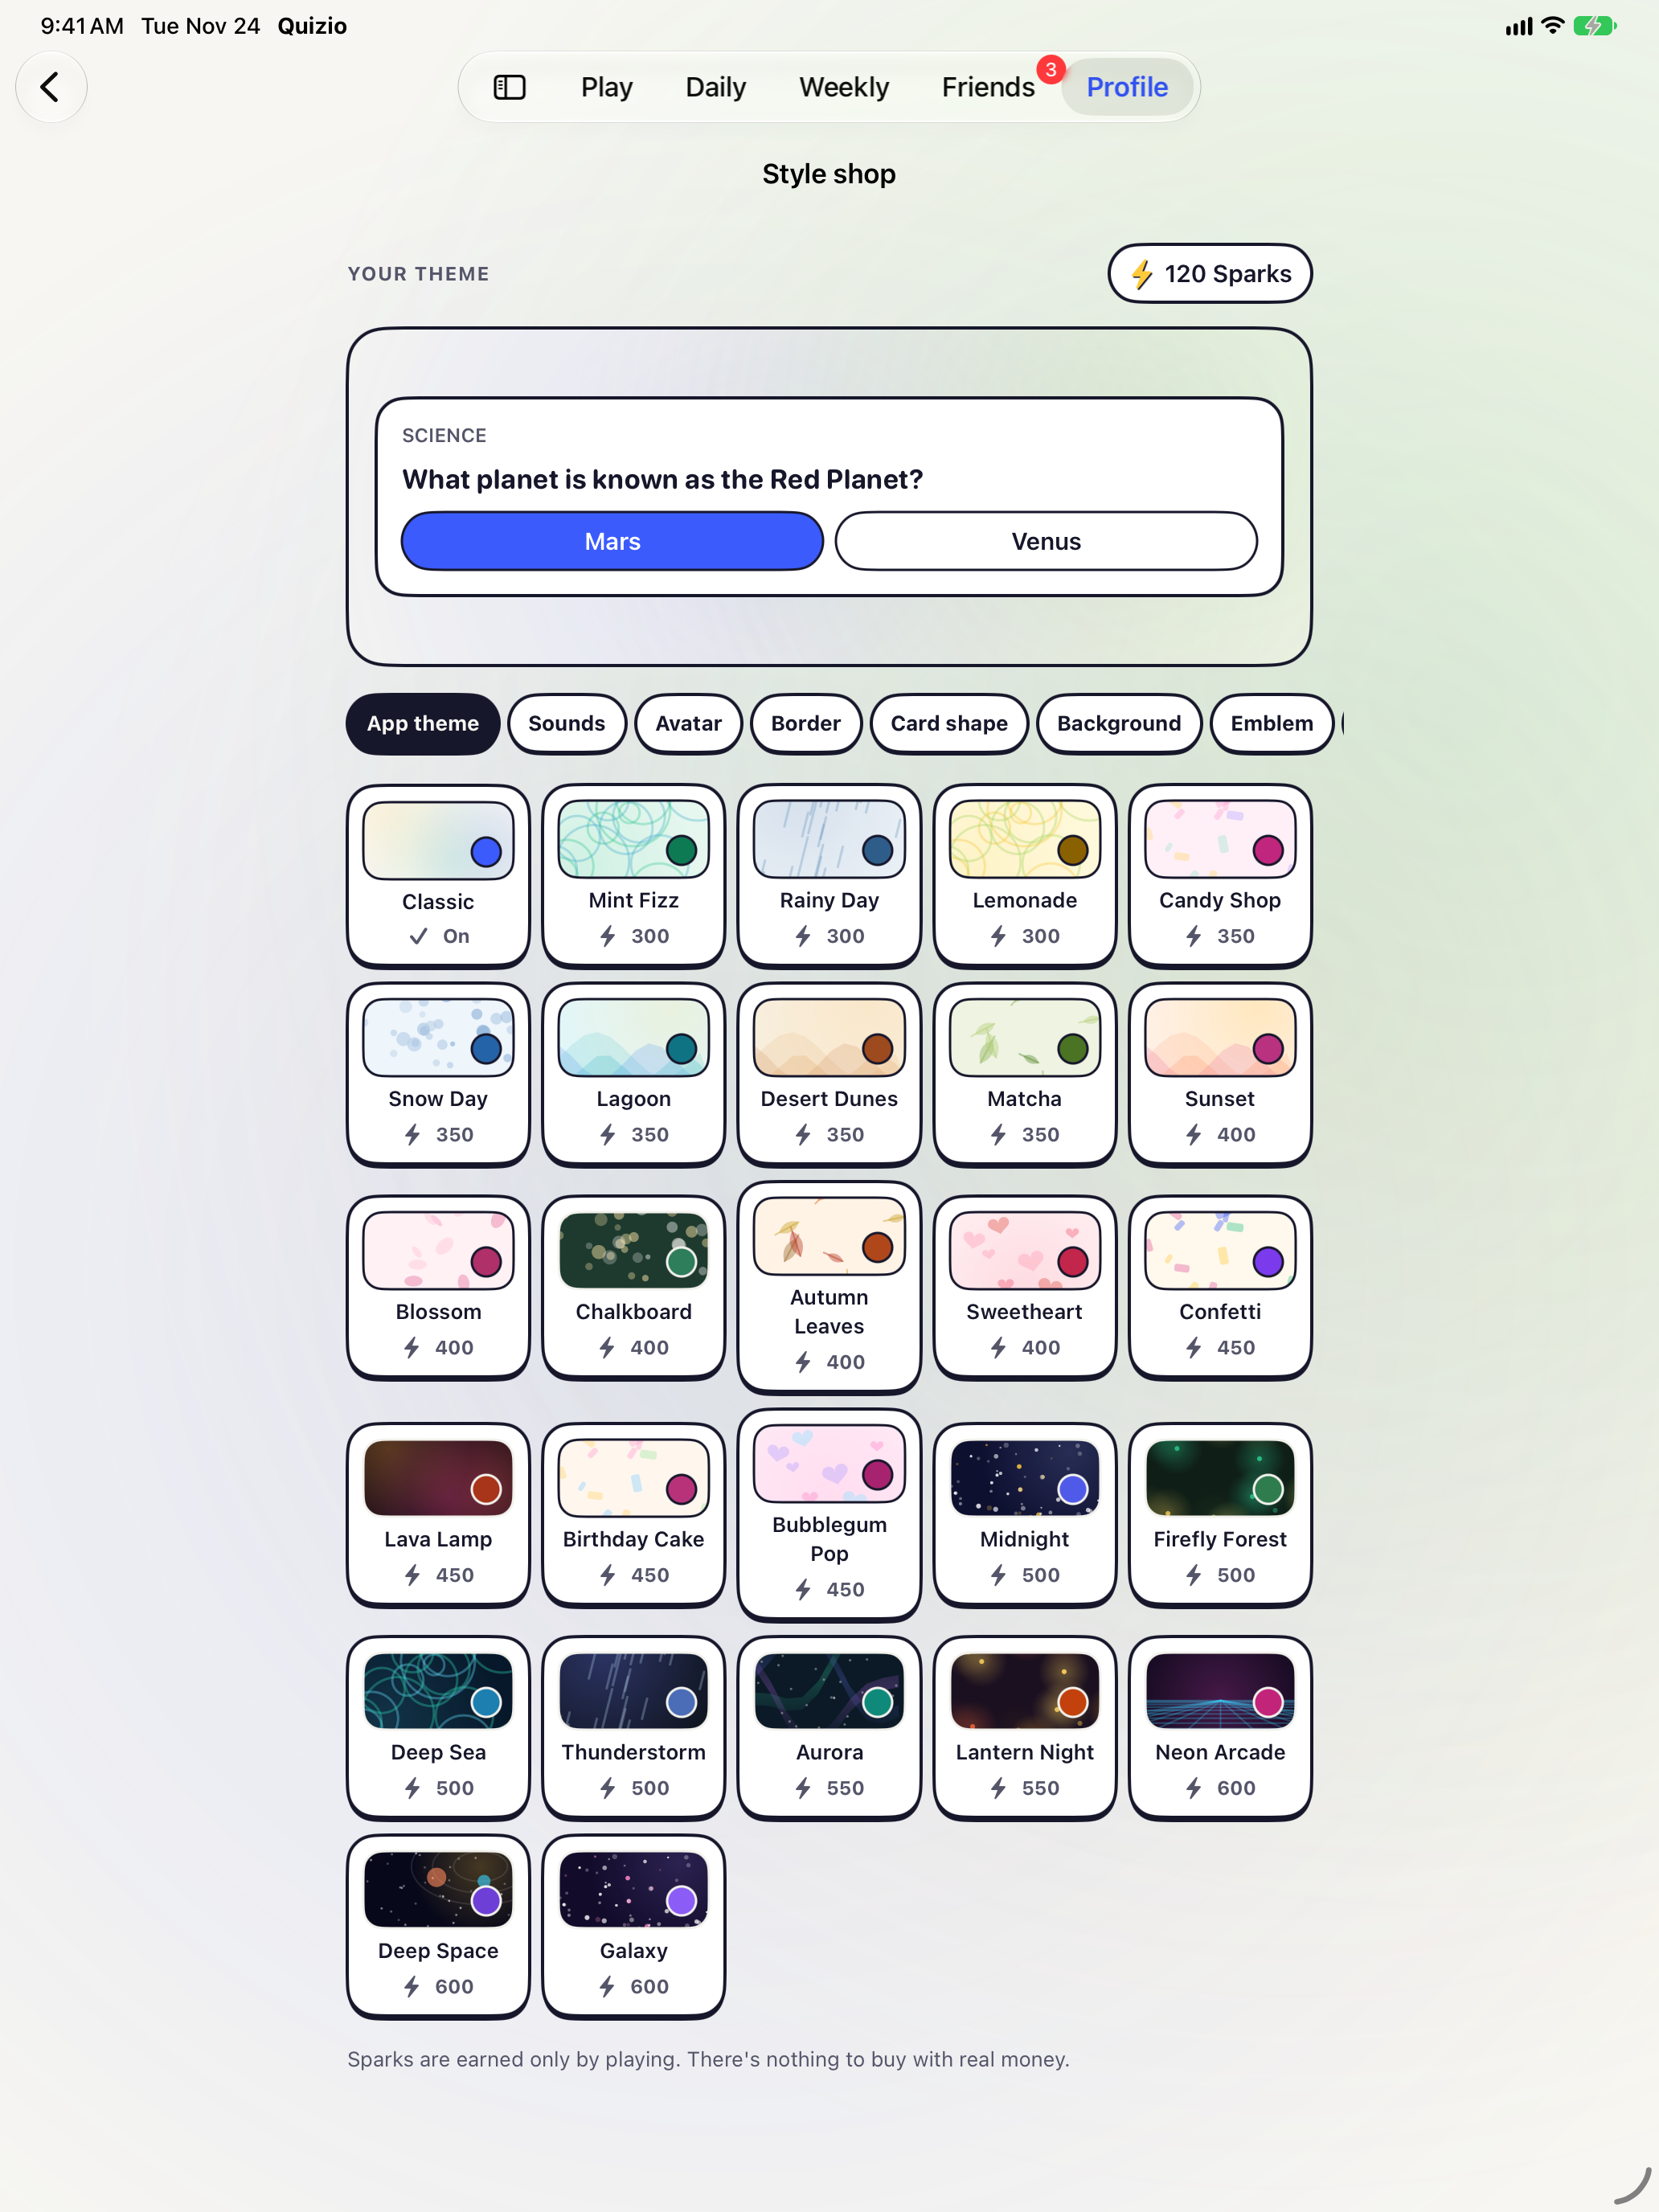 9:41 AM Tue Nov 24 Quizio
Play Daily Weekly Friends 3 Profile
Style shop
YOUR THEME
120 Sparks
SCIENCE
What planet is known as the Red Planet?
Mars Venus
App theme Sounds Avatar Border Card shape Background Emblem
Classic Mint Fizz Rainy Day Lemonade Candy Shop
On 300 300 300 350
Snow Day Lagoon Desert Dunes Matcha Sunset
350 350 350 350 400
Blossom Chalkboard Autumn Leaves Sweetheart Confetti
400 400 400 400 450
Lava Lamp Birthday Cake Bubblegum Pop Midnight Firefly Forest
450 450 450 500 500
Deep Sea Thunderstorm Aurora Lantern Night Neon Arcade
500 500 550 550 600
Deep Space Galaxy
600 600
Sparks are earned only by playing. There's nothing to buy with real money.